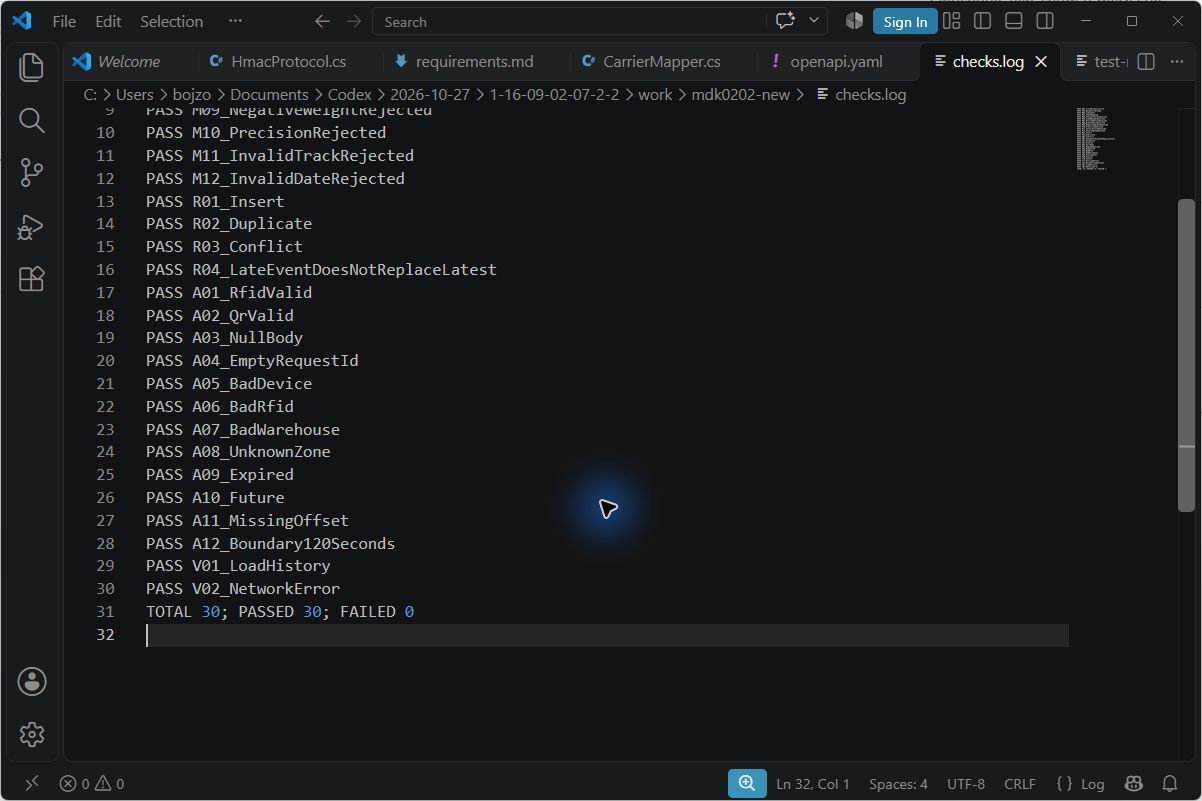 File Edit Selection ··· Search Sign In
Welcome HmacProtocol.cs requirements.md CarrierMapper.cs ! openapi.yaml checks.log test-
C: > Users > bojzo > Documents > Codex > 2026-10-27 > 1-16-09-02-07-2-2 > work > mdk0202-new > checks.log
9 PASS M09_NegativeWeightRejected
10 PASS M10_PrecisionRejected
11 PASS M11_InvalidTrackRejected
12 PASS M12_InvalidDateRejected
13 PASS R01_Insert
14 PASS R02_Duplicate
15 PASS R03_Conflict
16 PASS R04_LateEventDoesNotReplaceLatest
17 PASS A01_RfidValid
18 PASS A02_QrValid
19 PASS A03_NullBody
20 PASS A04_EmptyRequestId
21 PASS A05_BadDevice
22 PASS A06_BadRfid
23 PASS A07_BadWarehouse
24 PASS A08_UnknownZone
25 PASS A09_Expired
26 PASS A10_Future
27 PASS A11_MissingOffset
28 PASS A12_Boundary120Seconds
29 PASS V01_LoadHistory
30 PASS V02_NetworkError
31 TOTAL 30; PASSED 30; FAILED 0
32
0 0 Ln 32, Col 1 Spaces: 4 UTF-8 CRLF { } Log